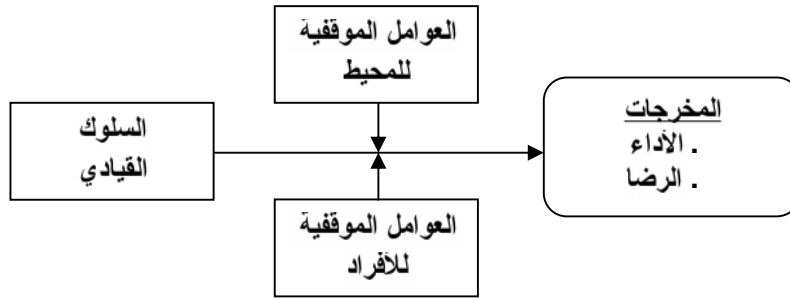 العوامل الموقفية
للمحيط
السلوك
القيادي
المخرجات
. الأداء
. الرضا
العوامل الموقفية
للأفراد